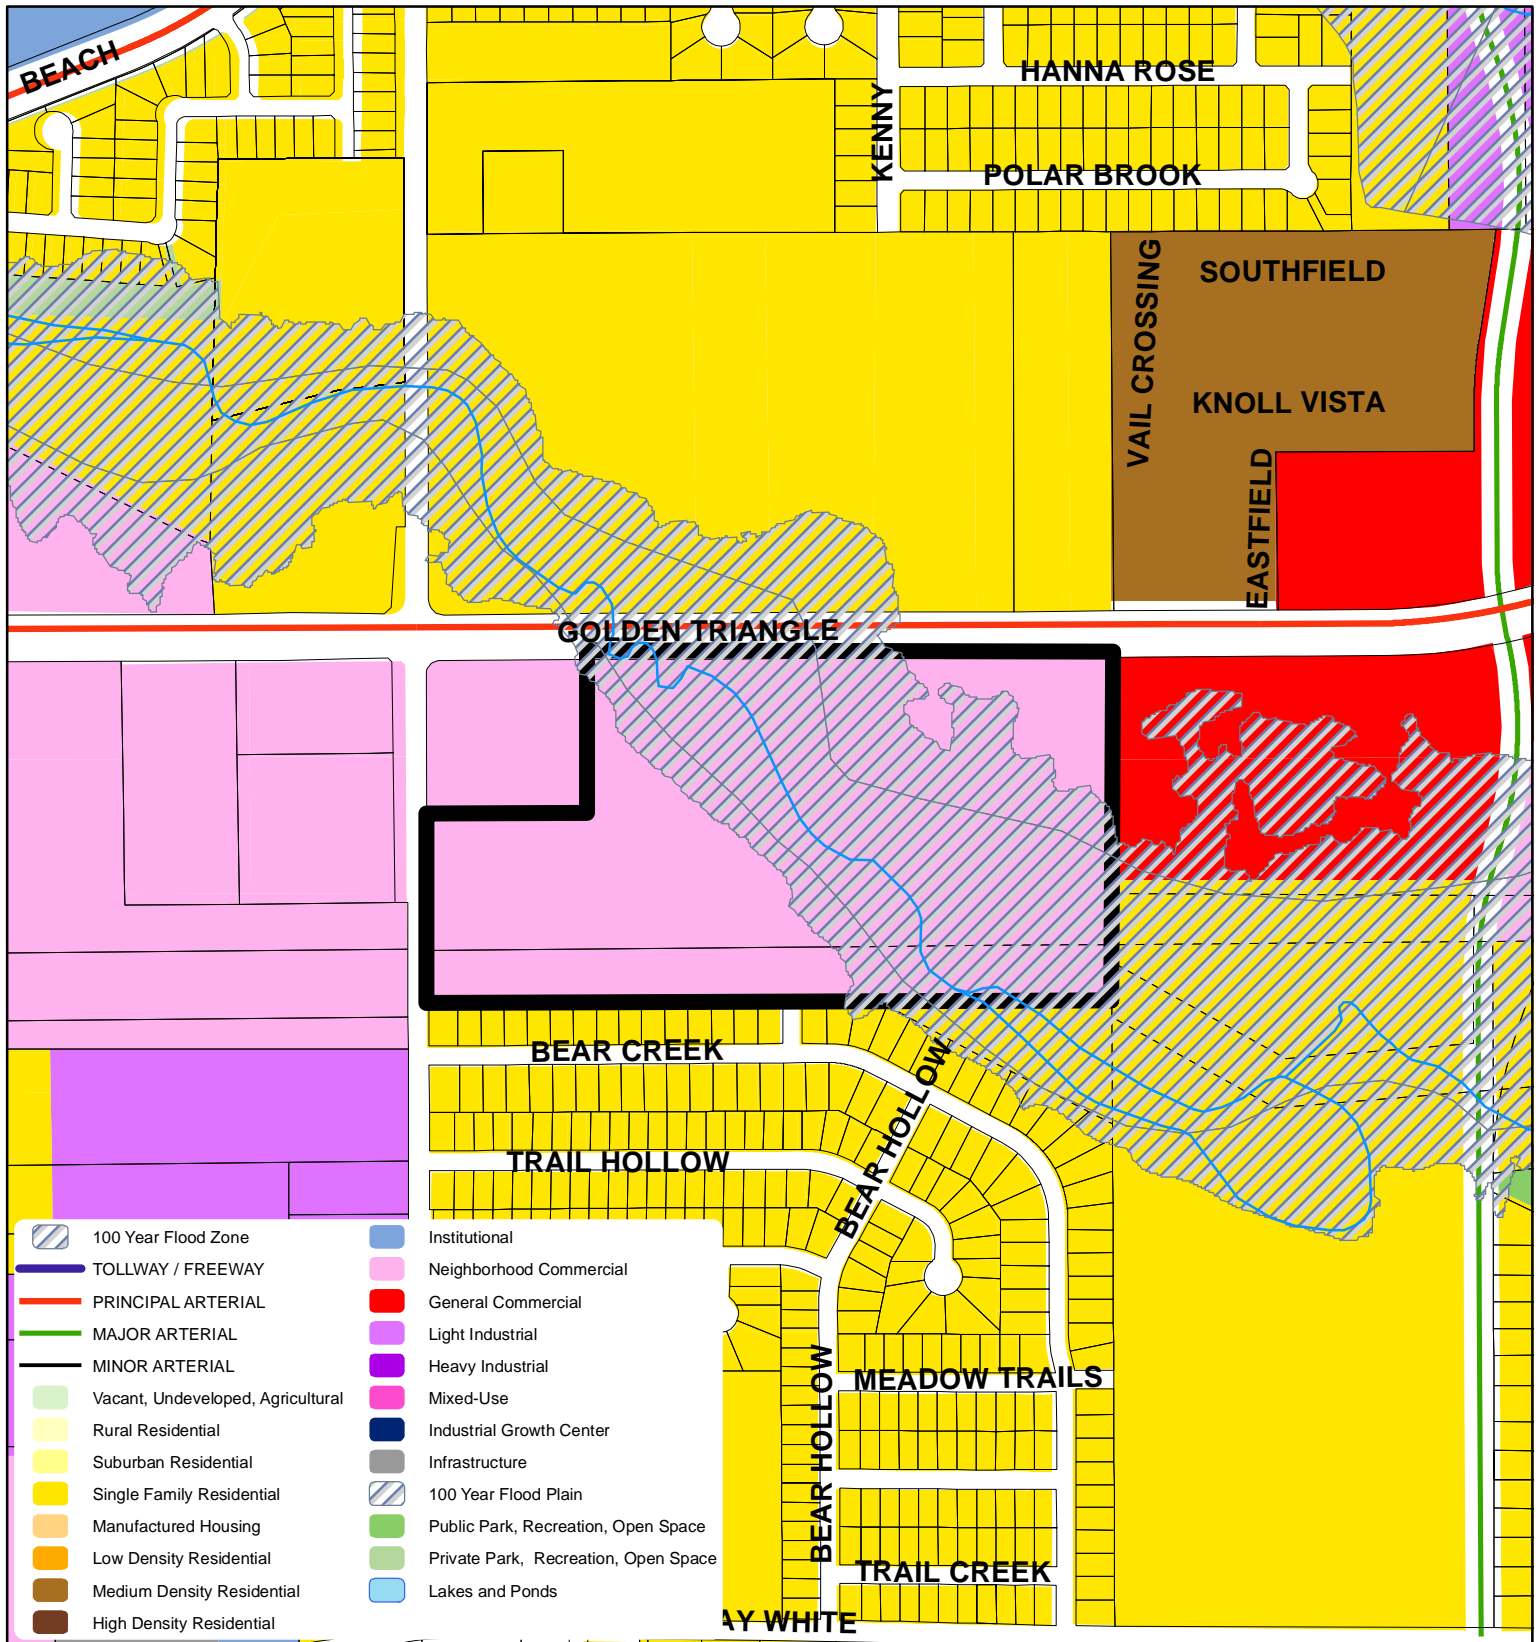 BEACH
HANNA ROSE
KENNY
POLAR BROOK
VAIL CROSSING
SOUTHFIELD
KNOLL VISTA
EASTFIELD
GOLDEN TRIANGLE
BEAR CREEK
BEAR HOLLOW
TRAIL HOLLOW
BEAR HOLLOW
MEADOW TRAILS
TRAIL CREEK
AY WHITE
100 Year Flood Zone
TOLLWAY / FREEWAY
PRINCIPAL ARTERIAL
MAJOR ARTERIAL
MINOR ARTERIAL
Vacant, Undeveloped, Agricultural
Rural Residential
Suburban Residential
Single Family Residential
Manufactured Housing
Low Density Residential
Medium Density Residential
High Density Residential
Institutional
Neighborhood Commercial
General Commercial
Light Industrial
Heavy Industrial
Mixed-Use
Industrial Growth Center
Infrastructure
100 Year Flood Plain
Public Park, Recreation, Open Space
Private Park, Recreation, Open Space
Lakes and Ponds